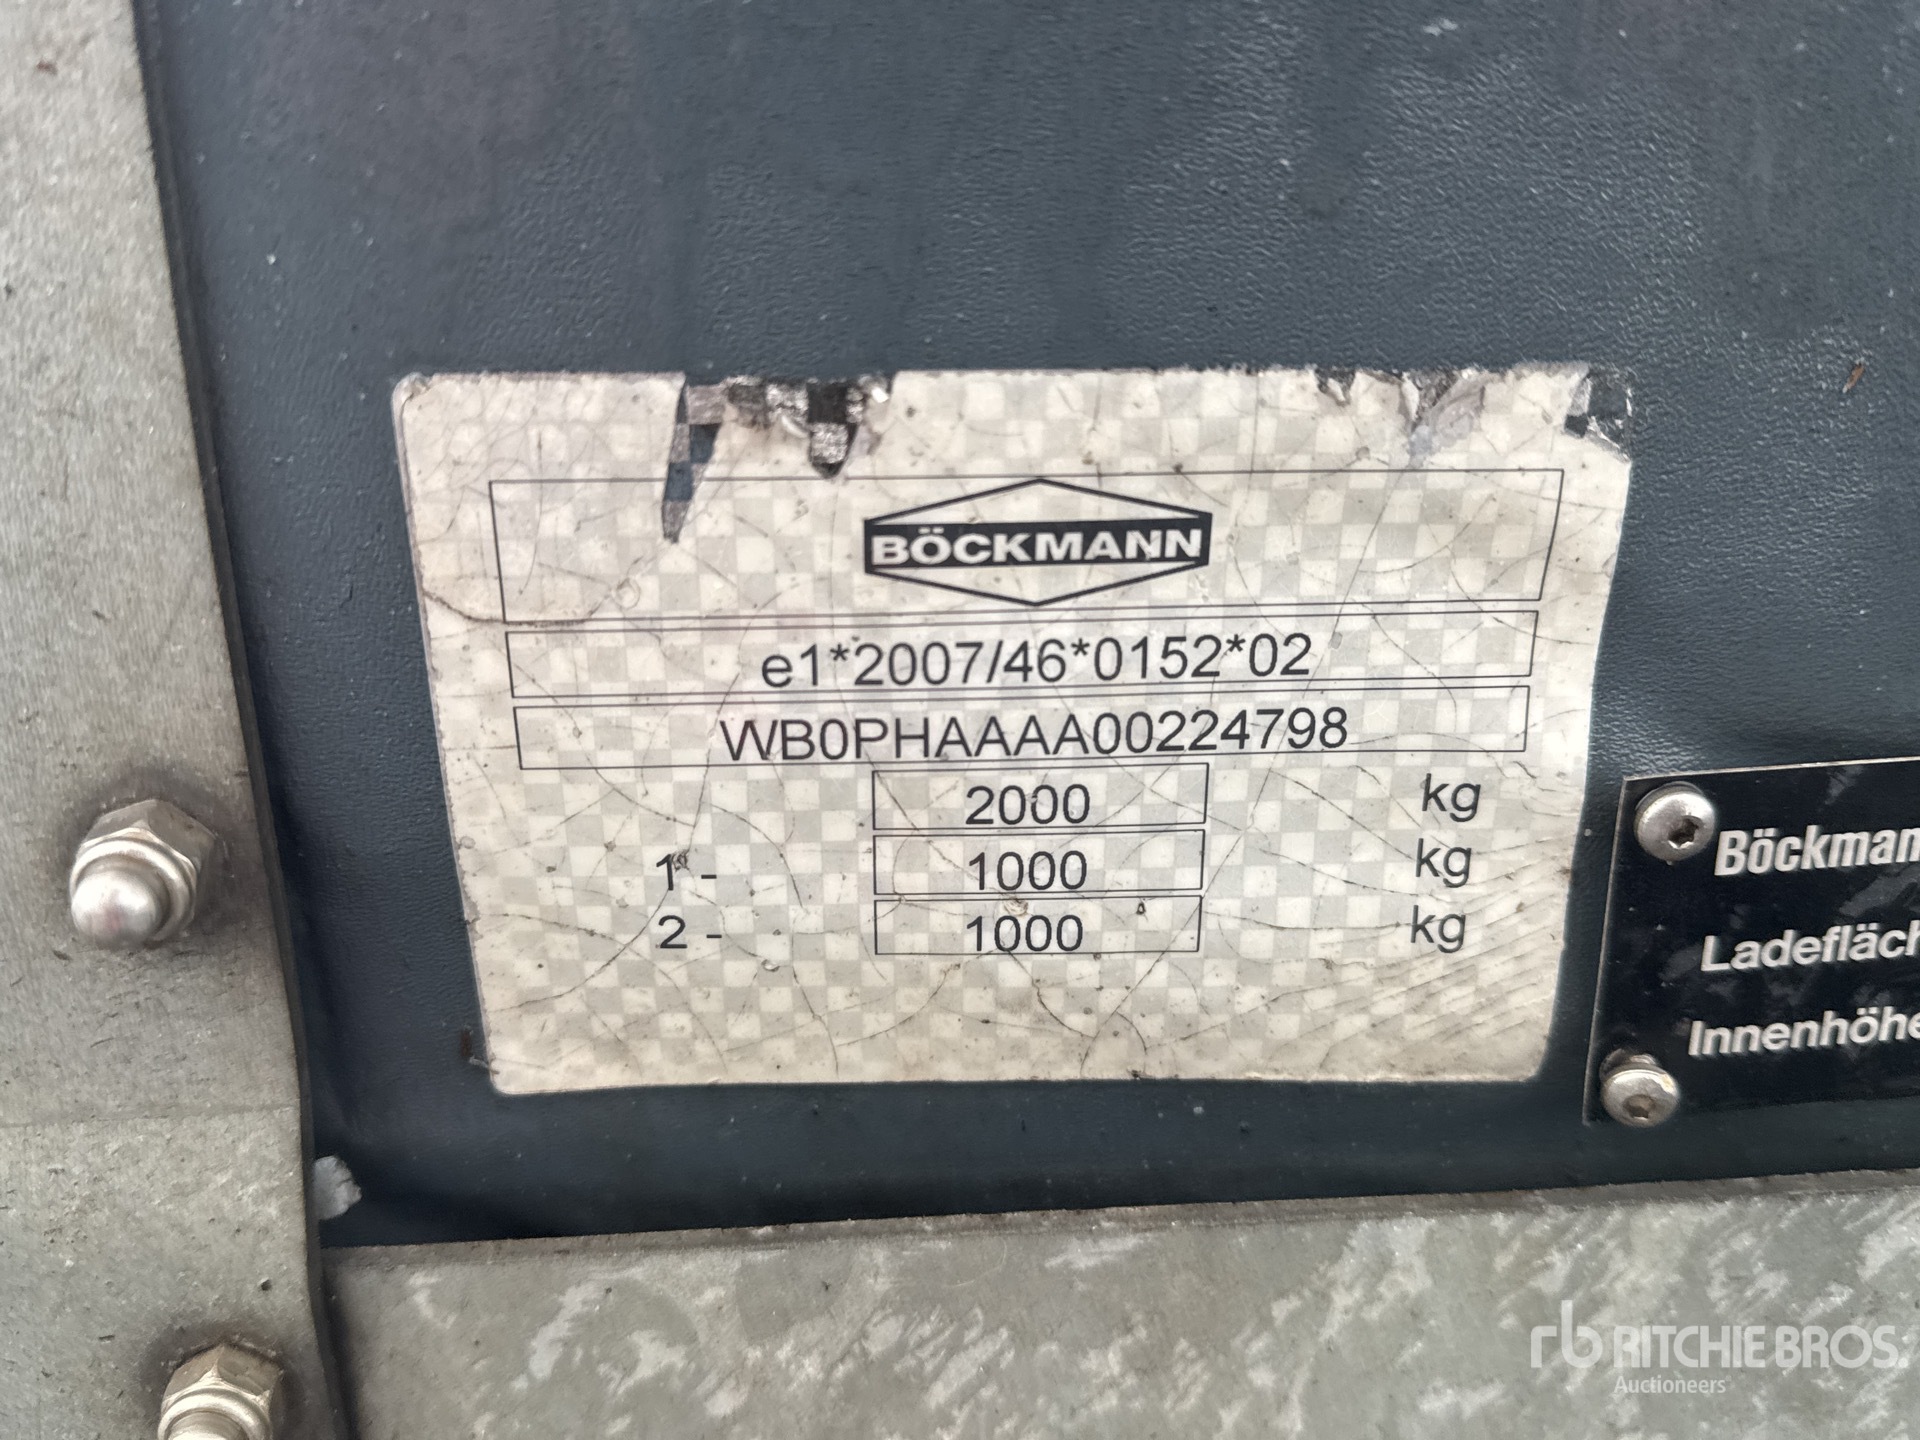 BÖCKMANN
e1*2007/46*0152*02
WB0PHAAAA00224798
2000 kg
1 - 1000 kg
2 - 1000 kg
Böckman
Ladefläch
Innenhöhe
rb RITCHIE BROS.
Auctioneers